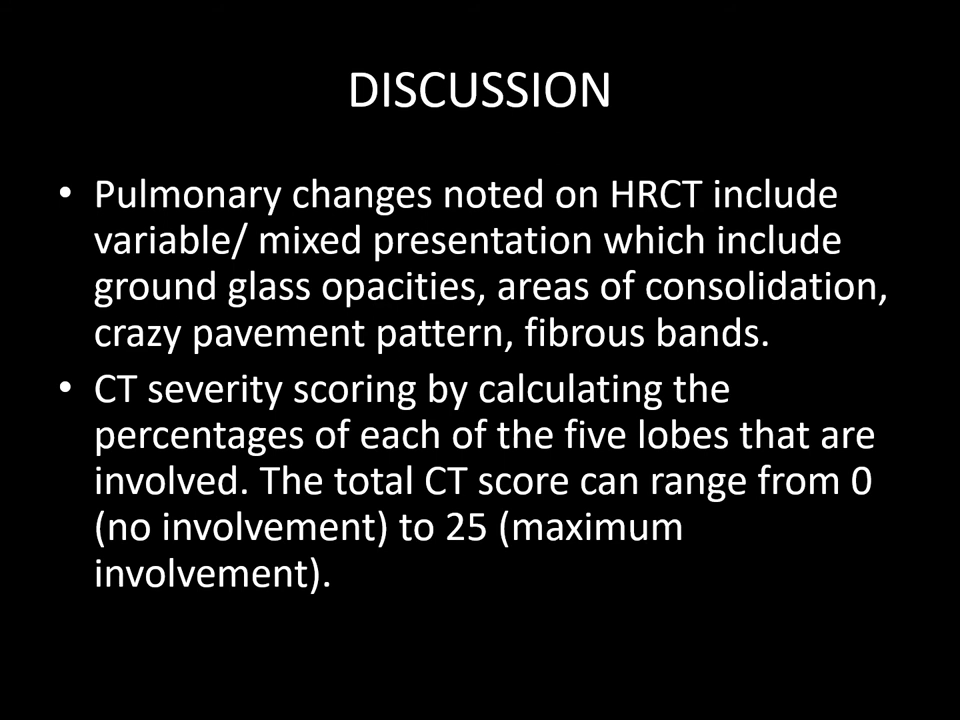 DISCUSSION
• Pulmonary changes noted on HRCT include
variable/ mixed presentation which include
ground glass opacities, areas of consolidation,
crazy pavement pattern, fibrous bands.
• CT severity scoring by calculating the
percentages of each of the five lobes that are
involved. The total CT score can range from 0
(no involvement) to 25 (maximum
involvement).